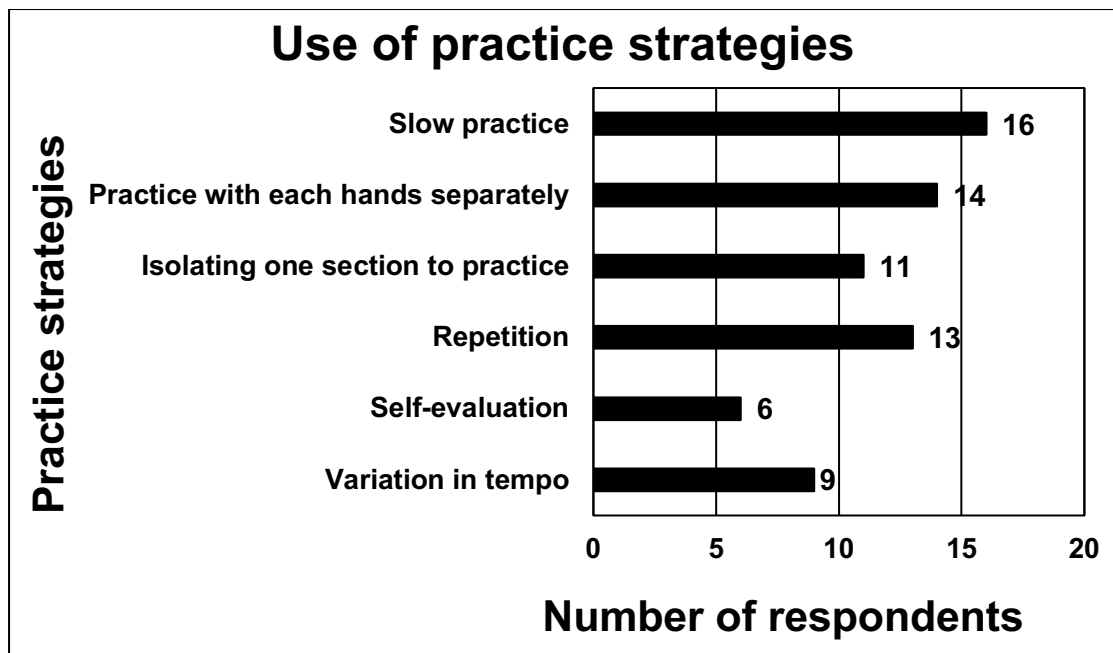 Use of practice strategies
Practice strategies
Slow practice 16
Practice with each hands separately 14
Isolating one section to practice 11
Repetition 13
Self-evaluation 6
Variation in tempo 9
0 5 10 15 20
Number of respondents